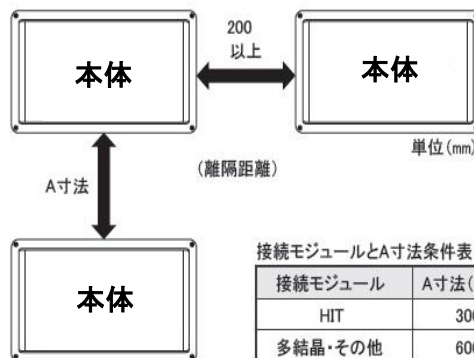 本体
200
以上
本体
単位(mm)
A寸法
(離隔距離)
本体
接続モジュールとA寸法条件表
接続モジュール A寸法(
HIT 300
多結晶・その他 600